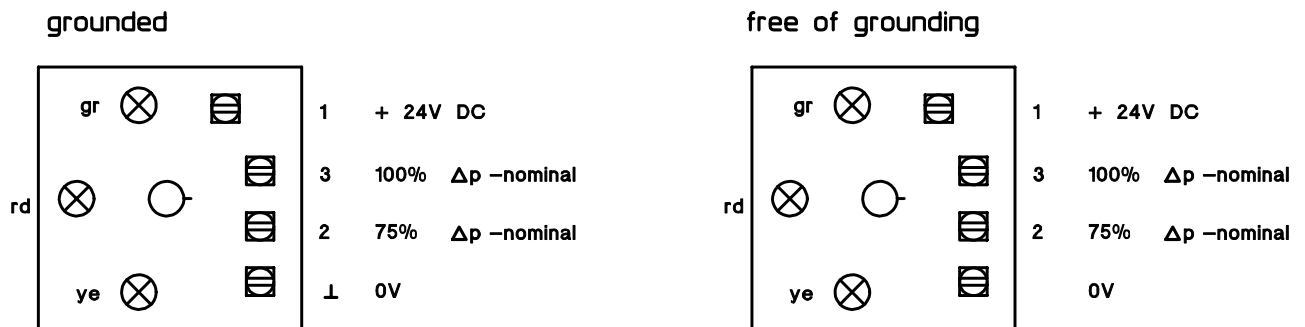 grounded
gr 1 + 24V DC
3 100% Δp –nominal
rd
2 75% Δp –nominal
ye ⊥ 0V
free of grounding
gr 1 + 24V DC
3 100% Δp –nominal
rd
2 75% Δp –nominal
ye 0V